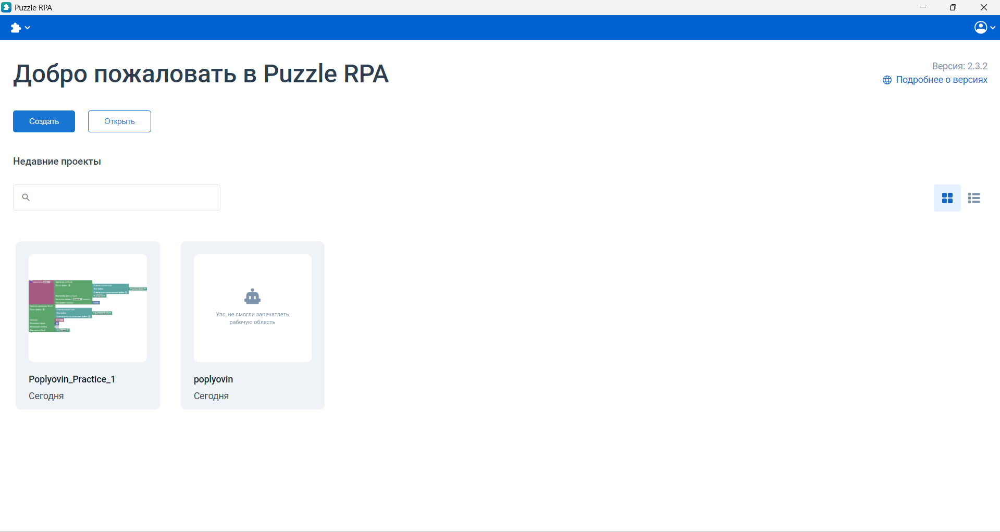 Puzzle RPA
Добро пожаловать в Puzzle RPA
Версия: 2.3.2
Подробнее о версиях
Создать
Открыть
Недавние проекты
Упс, не смогли запечатлеть
рабочую область
Poplyovin_Practice_1
Сегодня
poplyovin
Сегодня